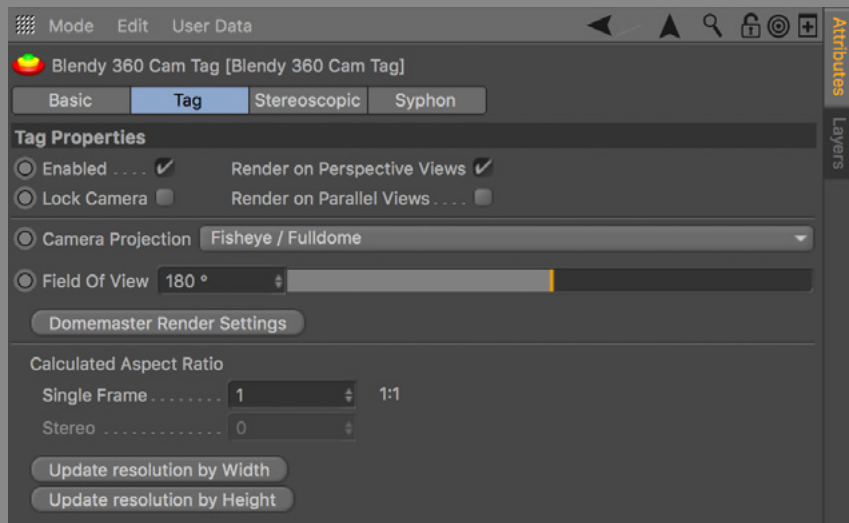 Mode Edit User Data
Blendy 360 Cam Tag [Blendy 360 Cam Tag]
Basic Tag Stereoscopic Syphon
Tag Properties
Enabled .... Render on Perspective Views
Lock Camera Render on Parallel Views ....
Camera Projection Fisheye / Fulldome
Field Of View 180 °
Domemaster Render Settings
Calculated Aspect Ratio
Single Frame ........ 1 1:1
Stereo ............. 0
Update resolution by Width
Update resolution by Height
Attributes
Layers